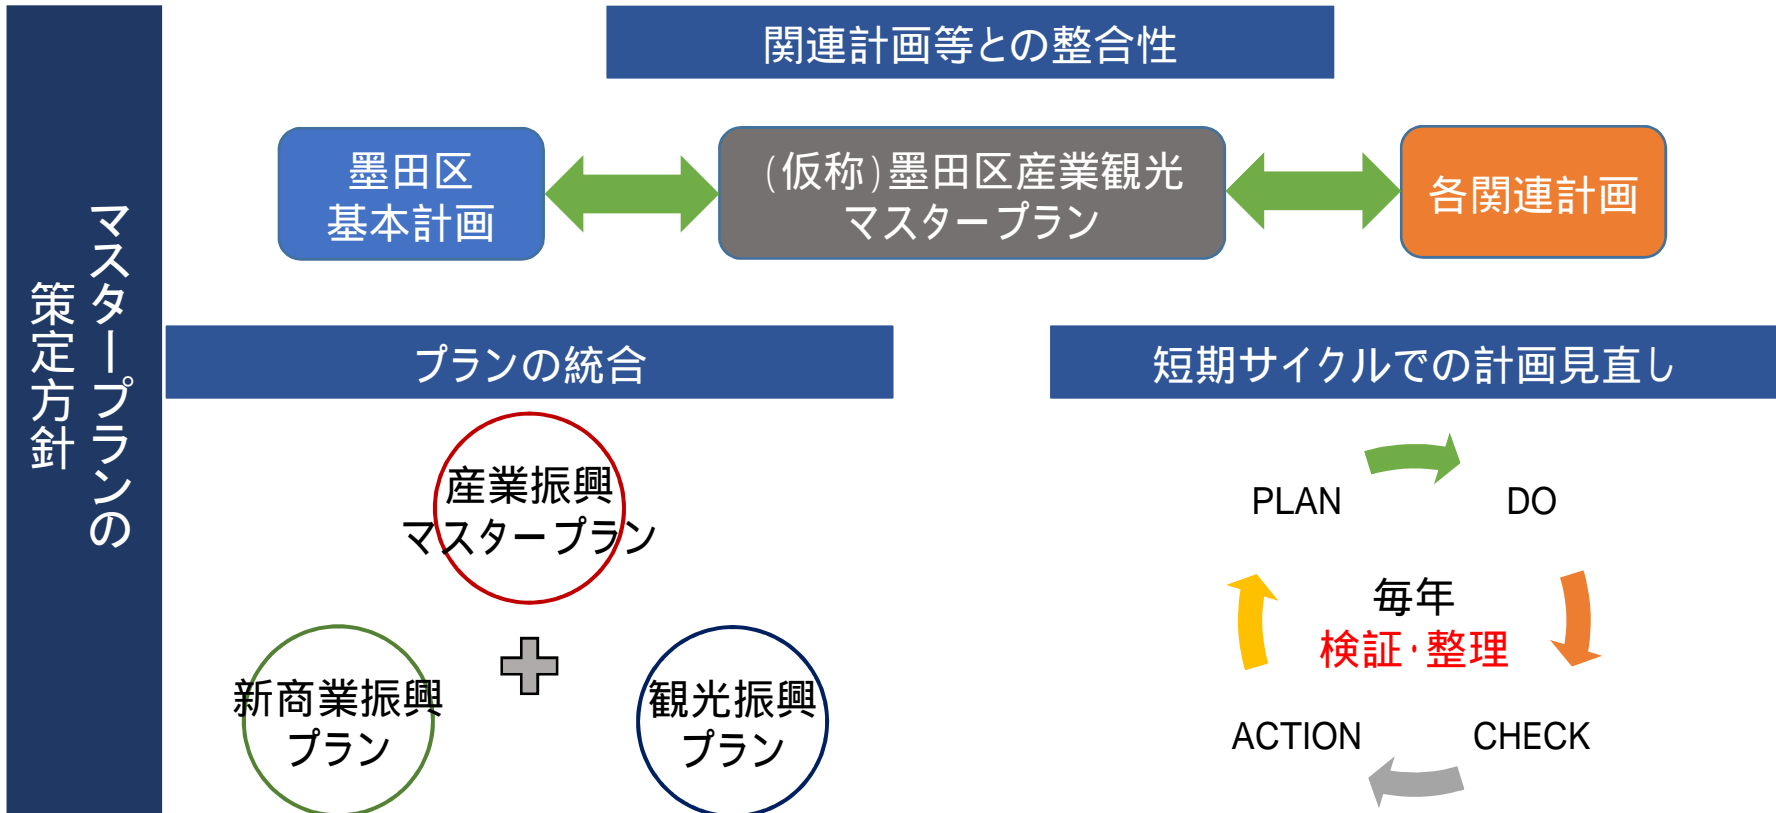 マスタープランの
策定方針
関連計画等との整合性
墨田区
基本計画
(仮称)墨田区産業観光
マスタープラン
各関連計画
プランの統合
産業振興
マスタープラン
新商業振興
プラン
観光振興
プラン
短期サイクルでの計画見直し
PLAN
DO
毎年
検証・整理
ACTION
CHECK